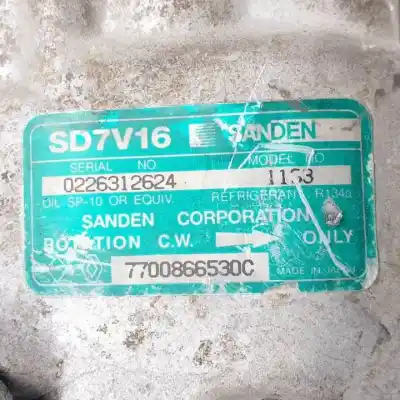 SD7V16 SANDEN
SERIAL NO MODEL NO
0226312624
OIL SP-10 OR EQUIV. REFRIGERANT R134a
SANDEN CORPORATION
ROTATION C.W. ONLY
7700866530C MADE IN JAPAN